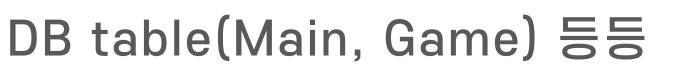 DB table(Main, Game) 등등